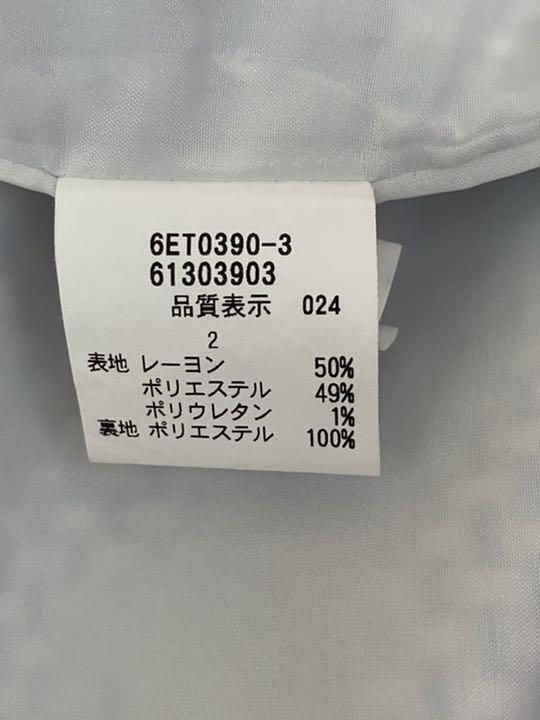 6ET0390-3
61303903
品質表示 024
2
表地 レーヨン 50%
ポリエステル 49%
ポリウレタン 1%
裏地 ポリエステル 100%